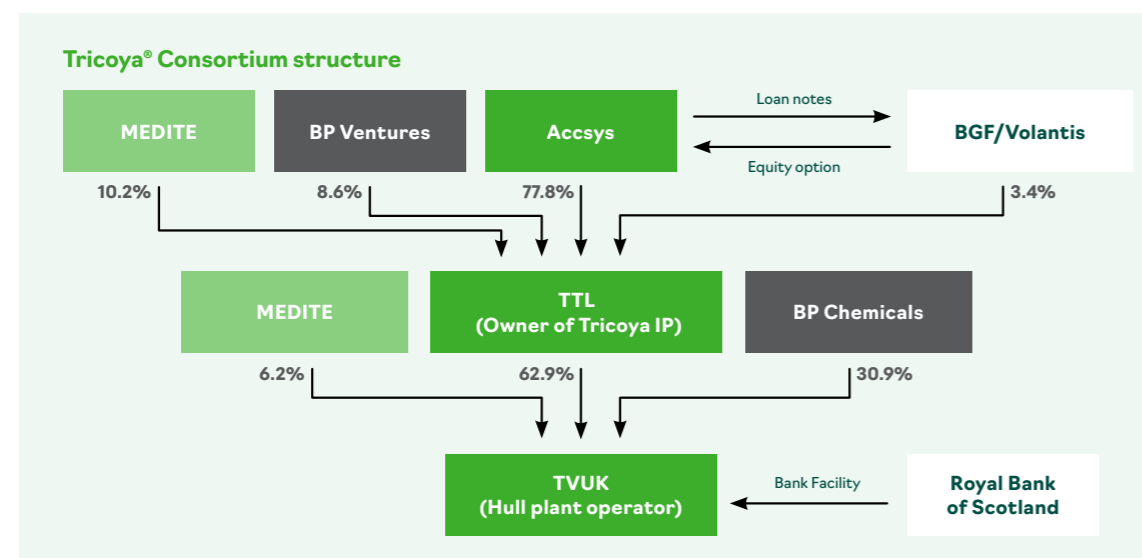 Tricoya® Consortium structure
MEDITE
BP Ventures
Accsys
Loan notes
Equity option
BGF/Volantis
10.2%
8.6%
77.8%
3.4%
MEDITE
TTL
(Owner of Tricoya IP)
BP Chemicals
6.2%
62.9%
30.9%
TVUK
(Hull plant operator)
Bank Facility
Royal Bank
of Scotland